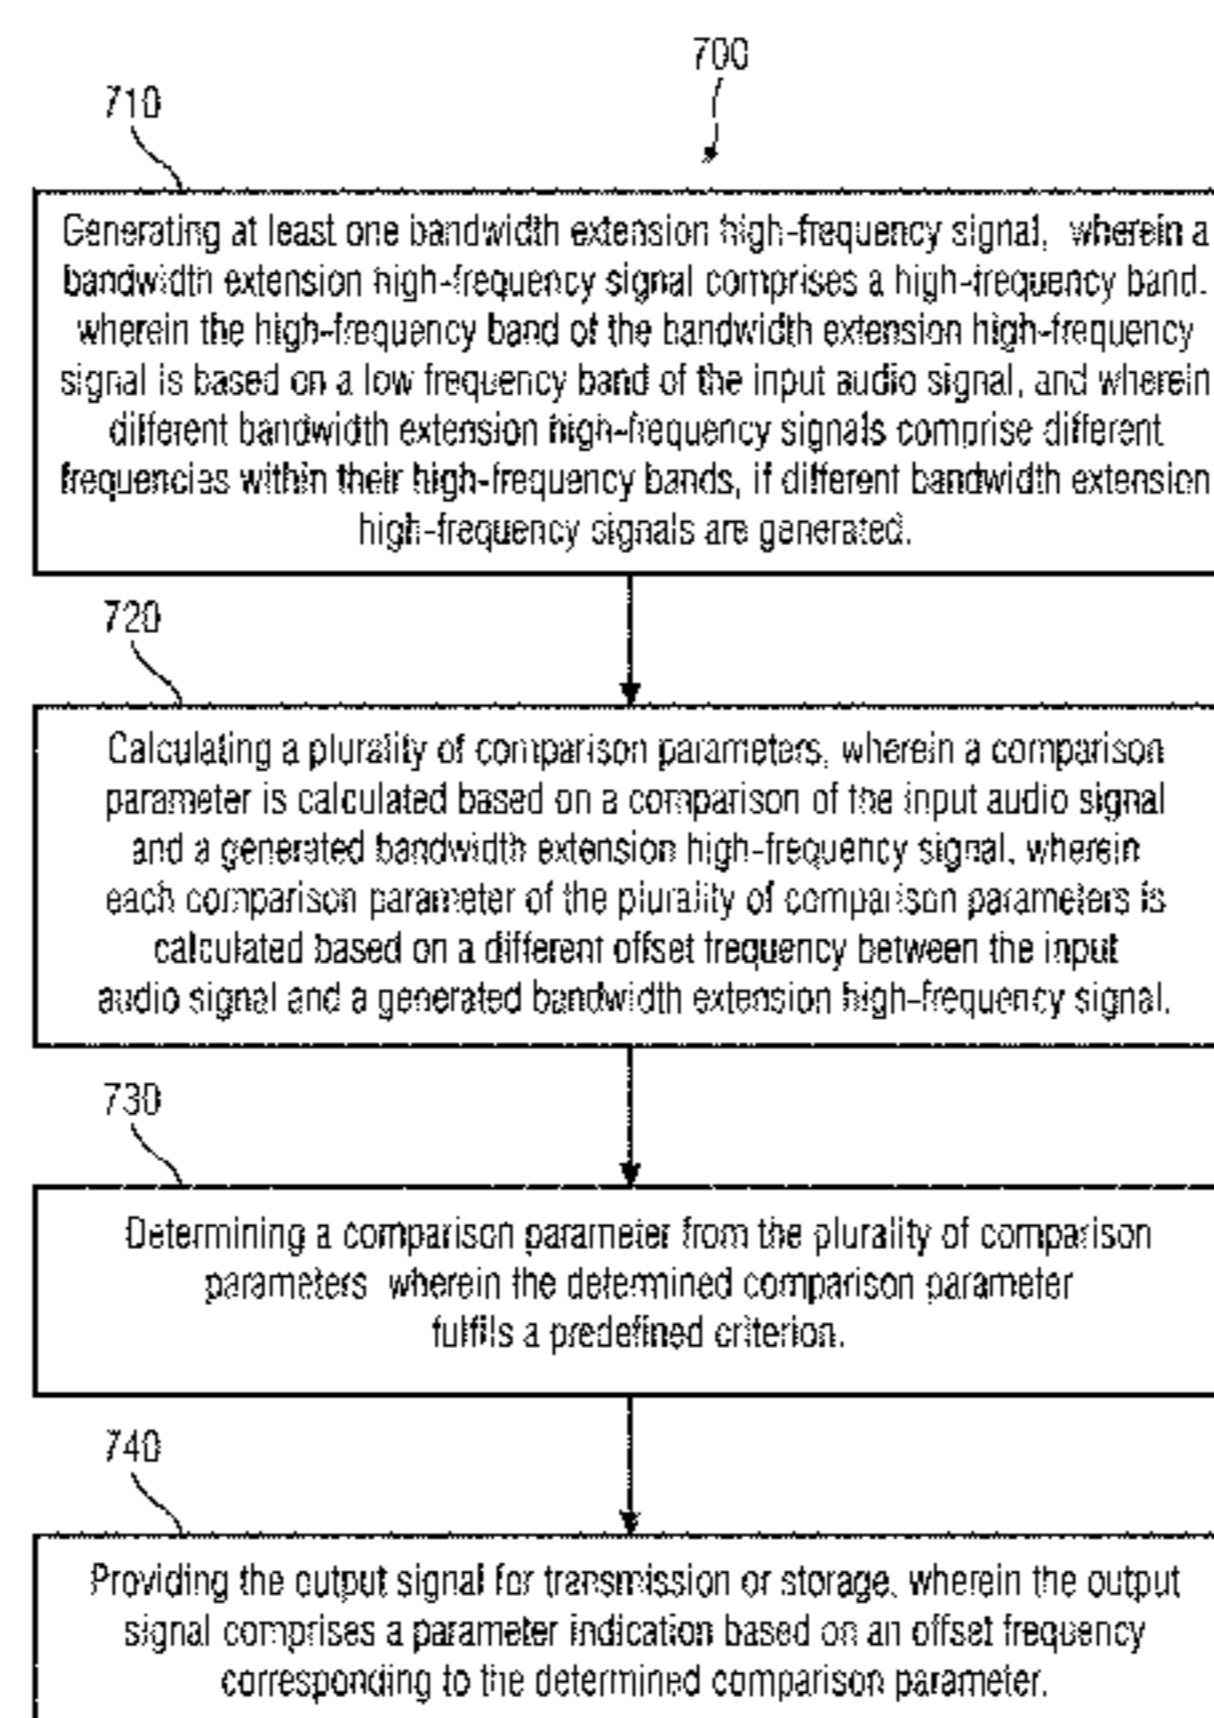 700
710
Generating at least one bandwidth extension high-frequency signal, wherein a
bandwidth extension high-frequency signal comprises a high-frequency band.
wherein the high-frequency band of the bandwidth extension high-frequency
signal is based on a low frequency band of the input audio signal, and wherein
different bandwidth extension high-frequency signals comprise different
frequencies within their high-frequency bands, if different bandwidth extension
high-frequency signals are generated.
720
Calculating a plurality of comparison parameters, wherein a comparison
parameter is calculated based on a comparison of the input audio signal
and a generated bandwidth extension high-frequency signal, wherein
each comparison parameter of the plurality of comparison parameters is
calculated based on a different offset frequency between the input
audio signal and a generated bandwidth extension high-frequency signal.
730
Determining a comparison parameter from the plurality of comparison
parameters wherein the determined comparison parameter
fulfils a predefined criterion.
740
Providing the output signal for transmission or storage, wherein the output
signal comprises a parameter indication based on an offset frequency
corresponding to the determined comparison parameter.